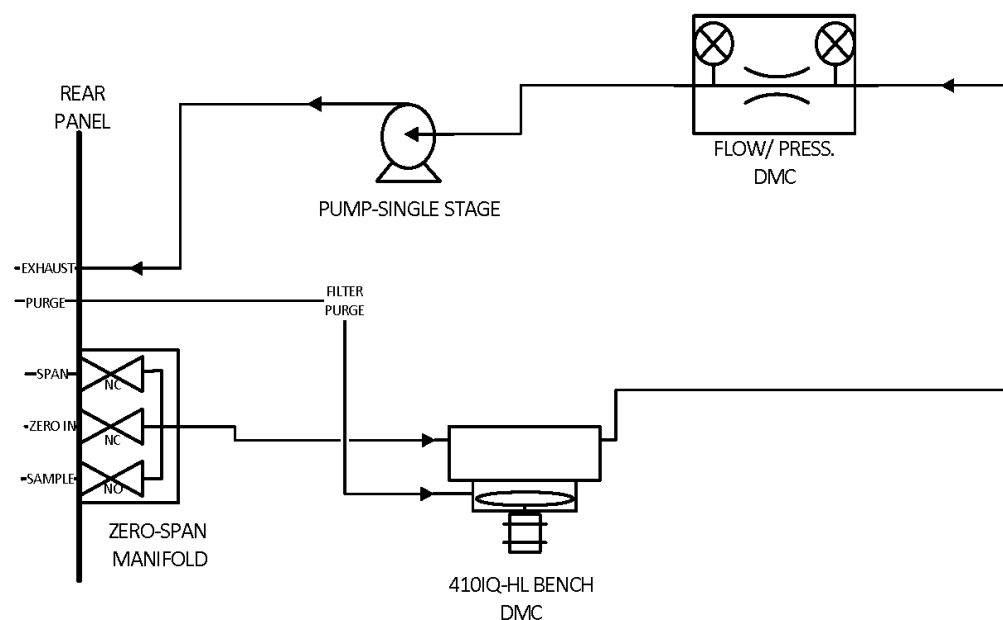 REAR
PANEL
FLOW/ PRESS.
DMC
PUMP-SINGLE STAGE
EXHAUST
PURGE
FILTER
PURGE
SPAN
NC
ZERO IN
NC
SAMPLE
NO
ZERO-SPAN
MANIFOLD
410IQ-HL BENCH
DMC